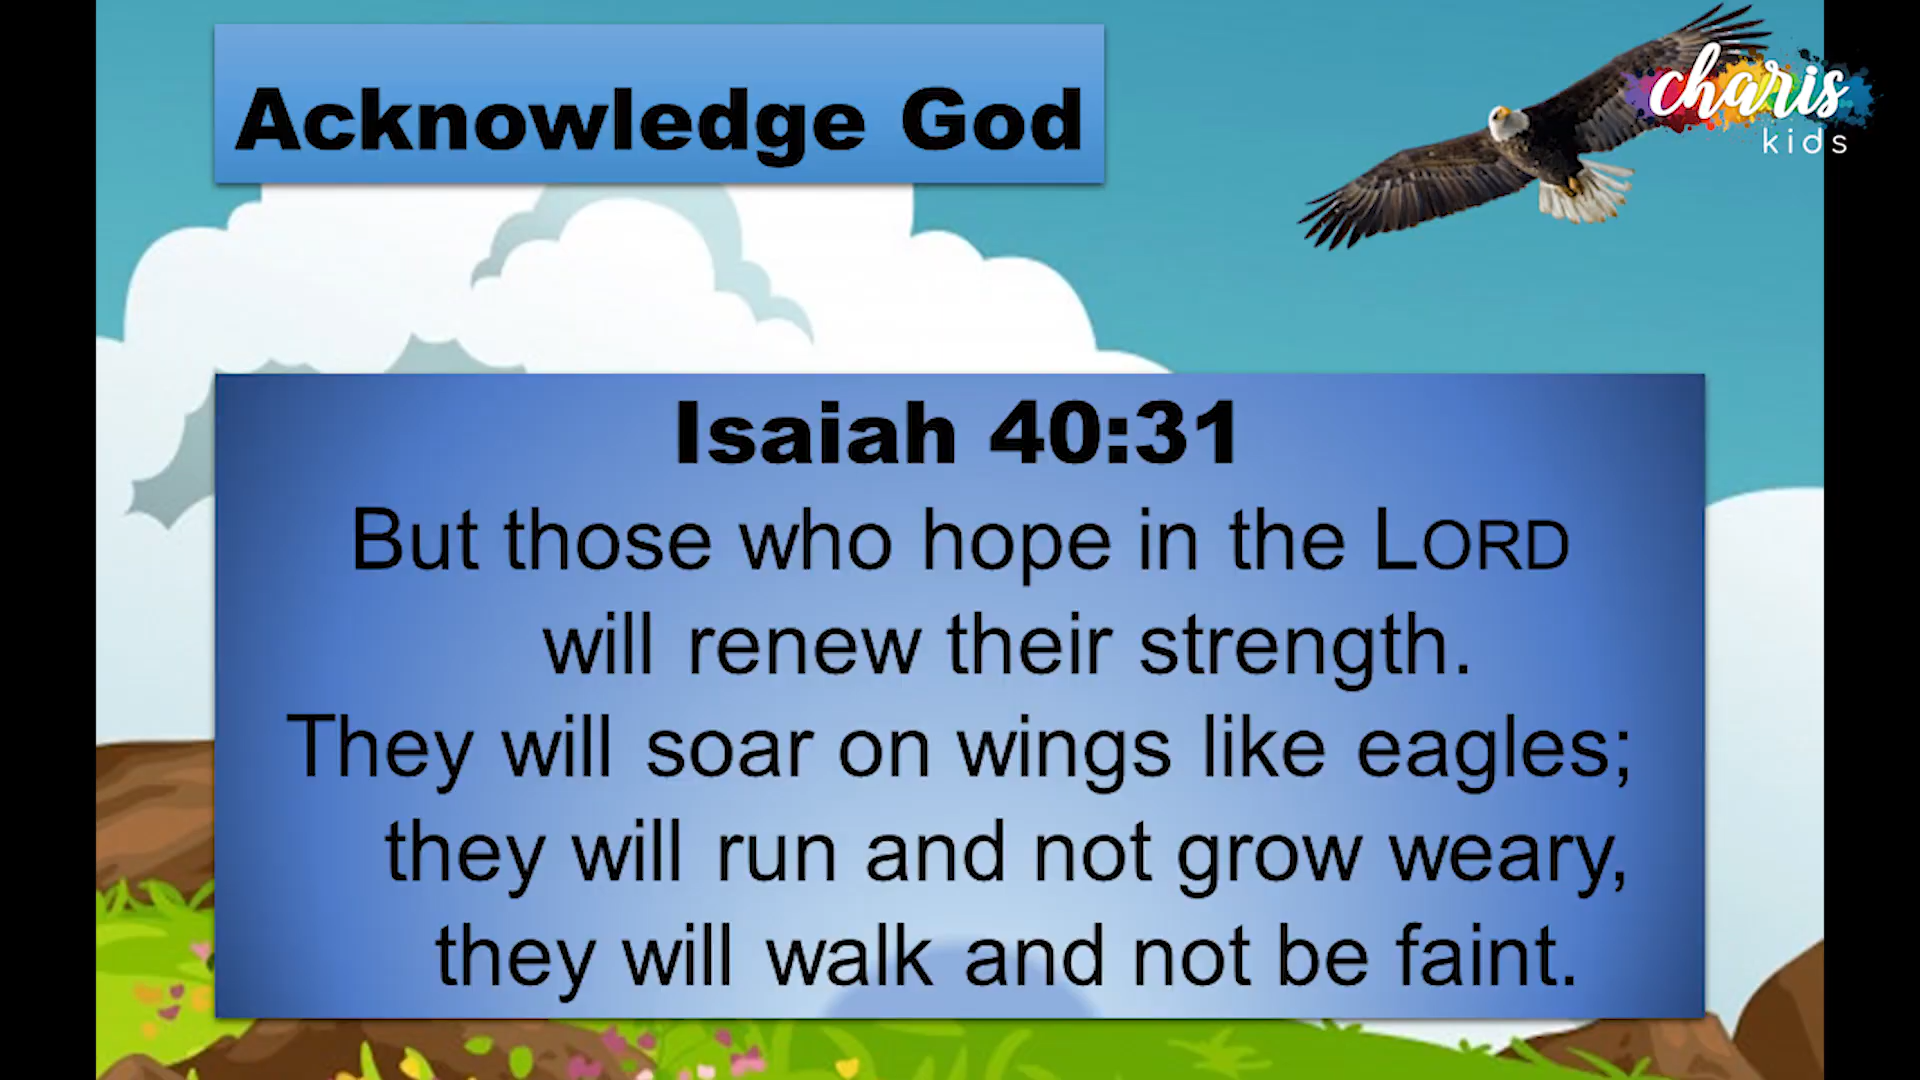 Acknowledge God
charis
kids
Isaiah 40:31
But those who hope in the LORD
will renew their strength.
They will soar on wings like eagles;
they will run and not grow weary,
they will walk and not be faint.